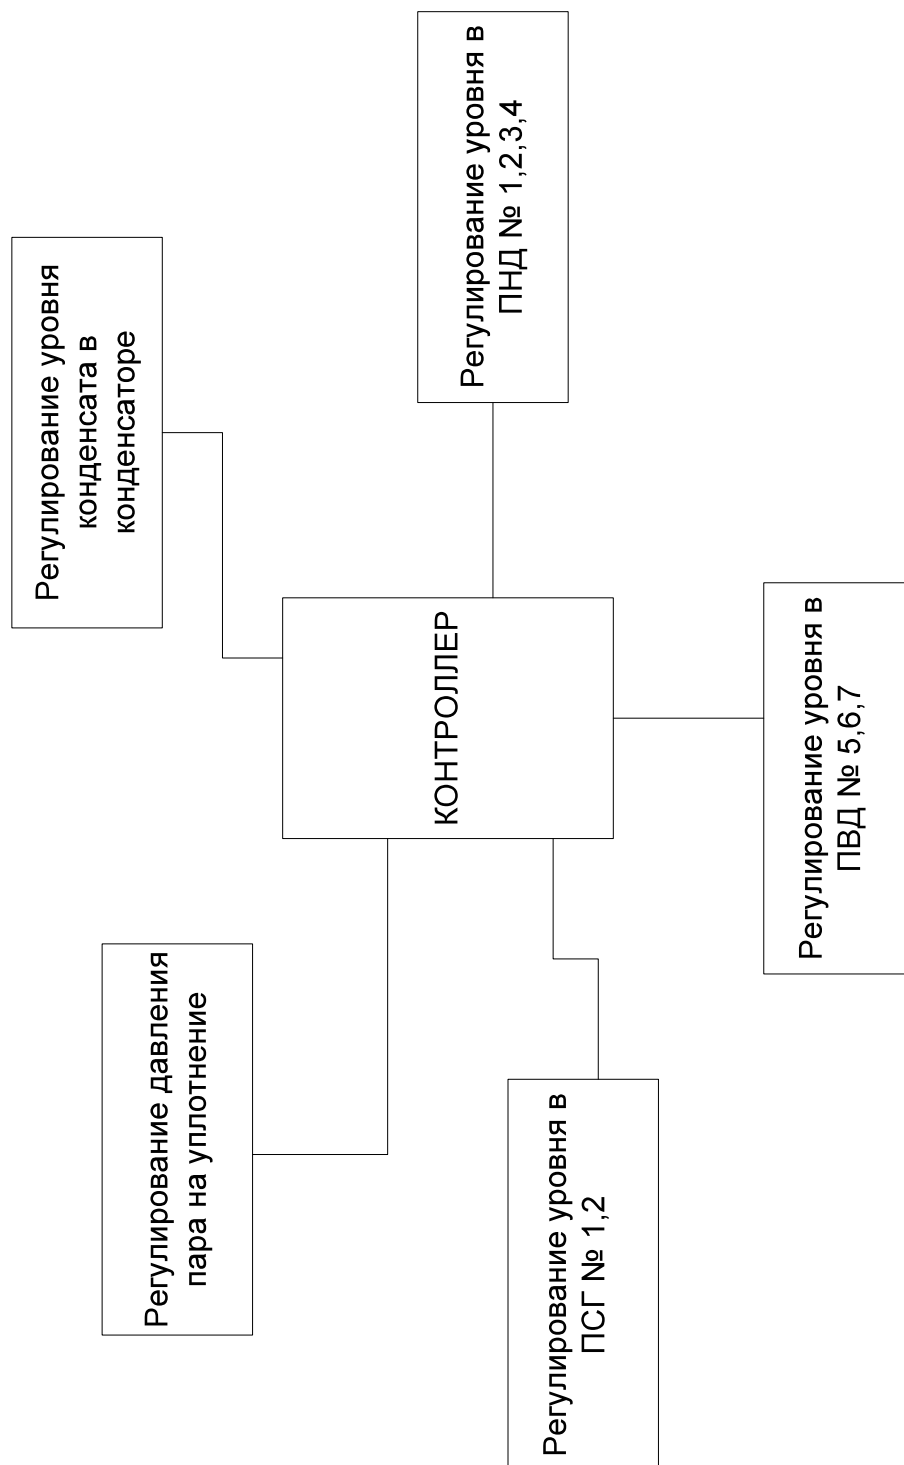 Регулирование уровня
конденсата в
конденсаторе
Регулирование давления
пара на уплотнение
КОНТРОЛЛЕР
Регулирование уровня в
ПНД № 1,2,3,4
Регулирование уровня в
ПСГ № 1,2
Регулирование уровня в
ПВД № 5,6,7